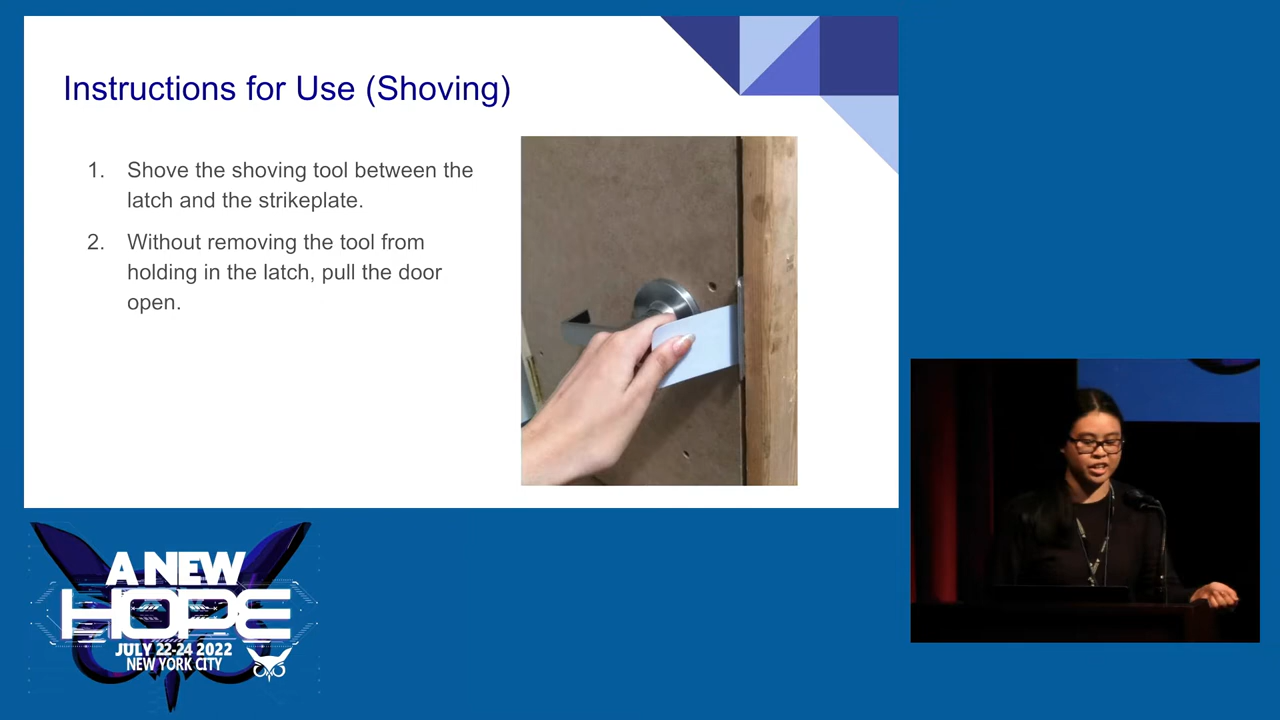 Instructions for Use (Shoving)
1. Shove the shoving tool between the
latch and the strikeplate.
2. Without removing the tool from
holding in the latch, pull the door
open.
A NEW
HOPE
JULY 22-24 2022
NEW YORK CITY